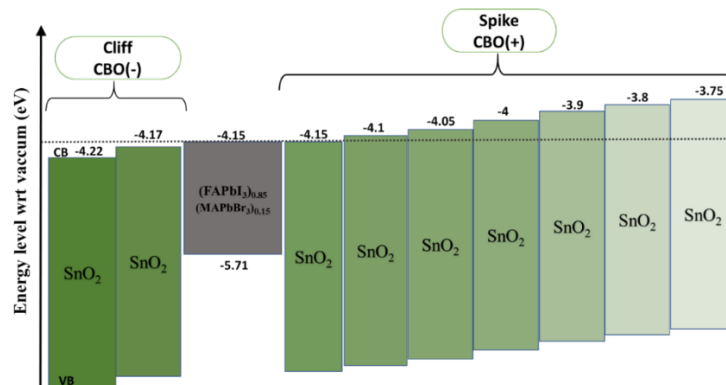 Cliff
CBO(-)
Spike
CBO(+)
Energy level wrt vaccum (eV)
CB
-4.22
-4.17
-4.15
-4.15
-4.1
-4.05
-4
-3.9
-3.8
-3.75
(FAPbI₃)₀.₈₅
(MAPbBr₃)₀.₁₅
-5.71
SnO₂
SnO₂
SnO₂
SnO₂
SnO₂
SnO₂
SnO₂
SnO₂
SnO₂
VB